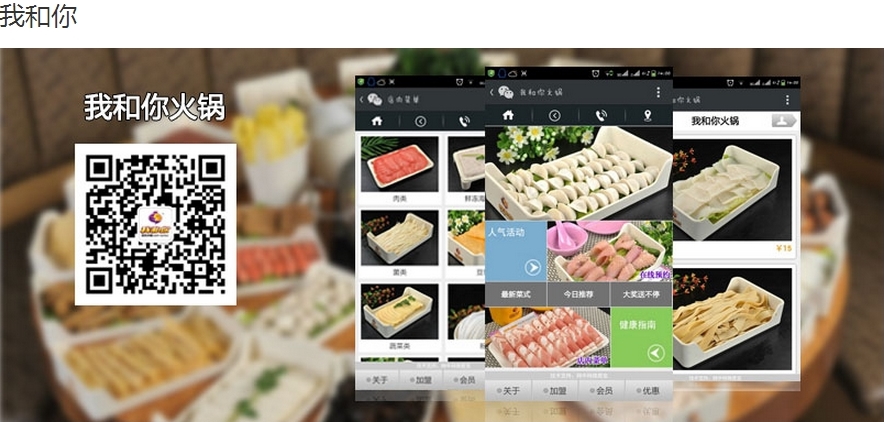 我和你
我和你火锅
肉类
菌类
蔬菜类
关于
加盟
会员
我和你火锅
人气活动
在线预约
最新菜式
今日推荐
大奖送不停
店内菜单
健康指南
关于
加盟
会员
优惠
我和你火锅
¥15